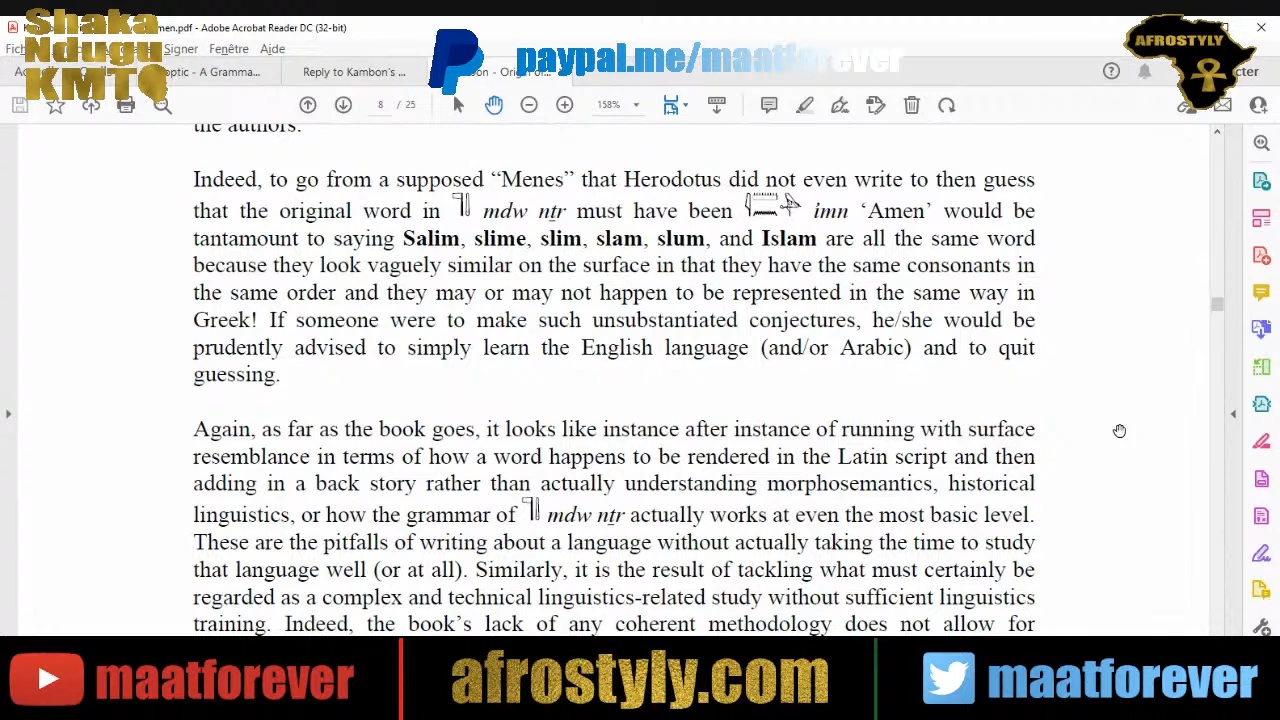 Shaka
Ndugu
KMT
men.pdf - Adobe Acrobat Reader DC (32-bit)
Signer Fenêtre Aide
paypal.me/maatforever
AFROSTYLY
optic - A Gramma...
Reply to Kambon's ...
8 / 25
158%
the authors.
Indeed, to go from a supposed “Menes” that Herodotus did not even write to then guess
that the original word in mdw nṯr must have been imn ‘Amen’ would be
tantamount to saying Salim, slime, slim, slam, slum, and Islam are all the same word
because they look vaguely similar on the surface in that they have the same consonants in
the same order and they may or may not happen to be represented in the same way in
Greek! If someone were to make such unsubstantiated conjectures, he/she would be
prudently advised to simply learn the English language (and/or Arabic) and to quit
guessing.
Again, as far as the book goes, it looks like instance after instance of running with surface
resemblance in terms of how a word happens to be rendered in the Latin script and then
adding in a back story rather than actually understanding morphosemantics, historical
linguistics, or how the grammar of mdw nṯr actually works at even the most basic level.
These are the pitfalls of writing about a language without actually taking the time to study
that language well (or at all). Similarly, it is the result of tackling what must certainly be
regarded as a complex and technical linguistics-related study without sufficient linguistics
training. Indeed, the book’s lack of any coherent methodology does not allow for
maatforever
afrostyly.com
maatforever